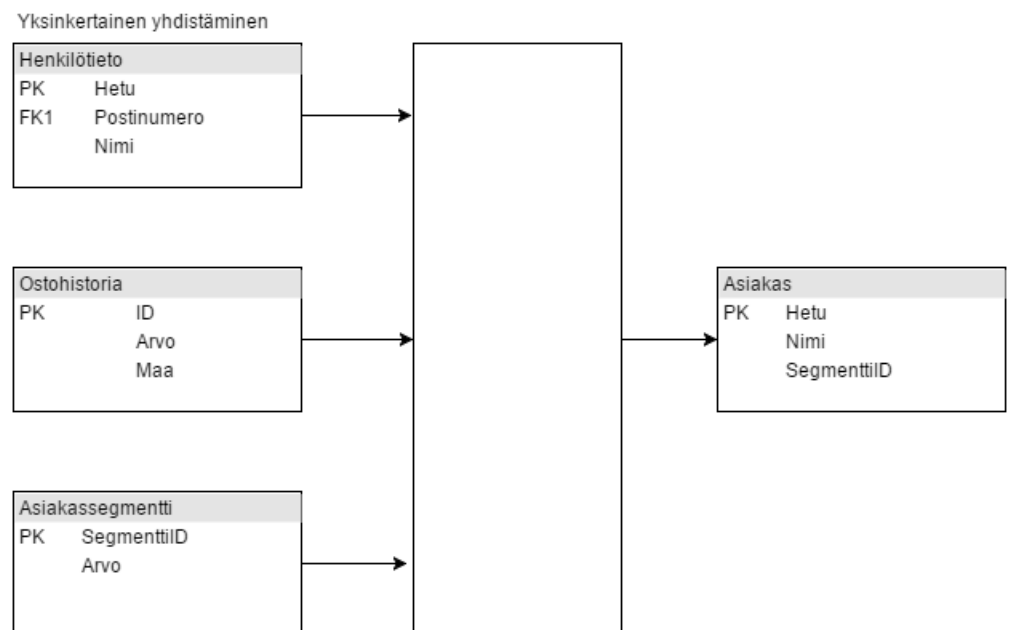 Yksinkertainen yhdistäminen
Henkilötieto
PK Hetu
FK1 Postinumero
Nimi
Ostohistoria
PK ID
Arvo
Maa
Asiakassegmentti
PK SegmenttiID
Arvo
Asiakas
PK Hetu
Nimi
SegmenttiID